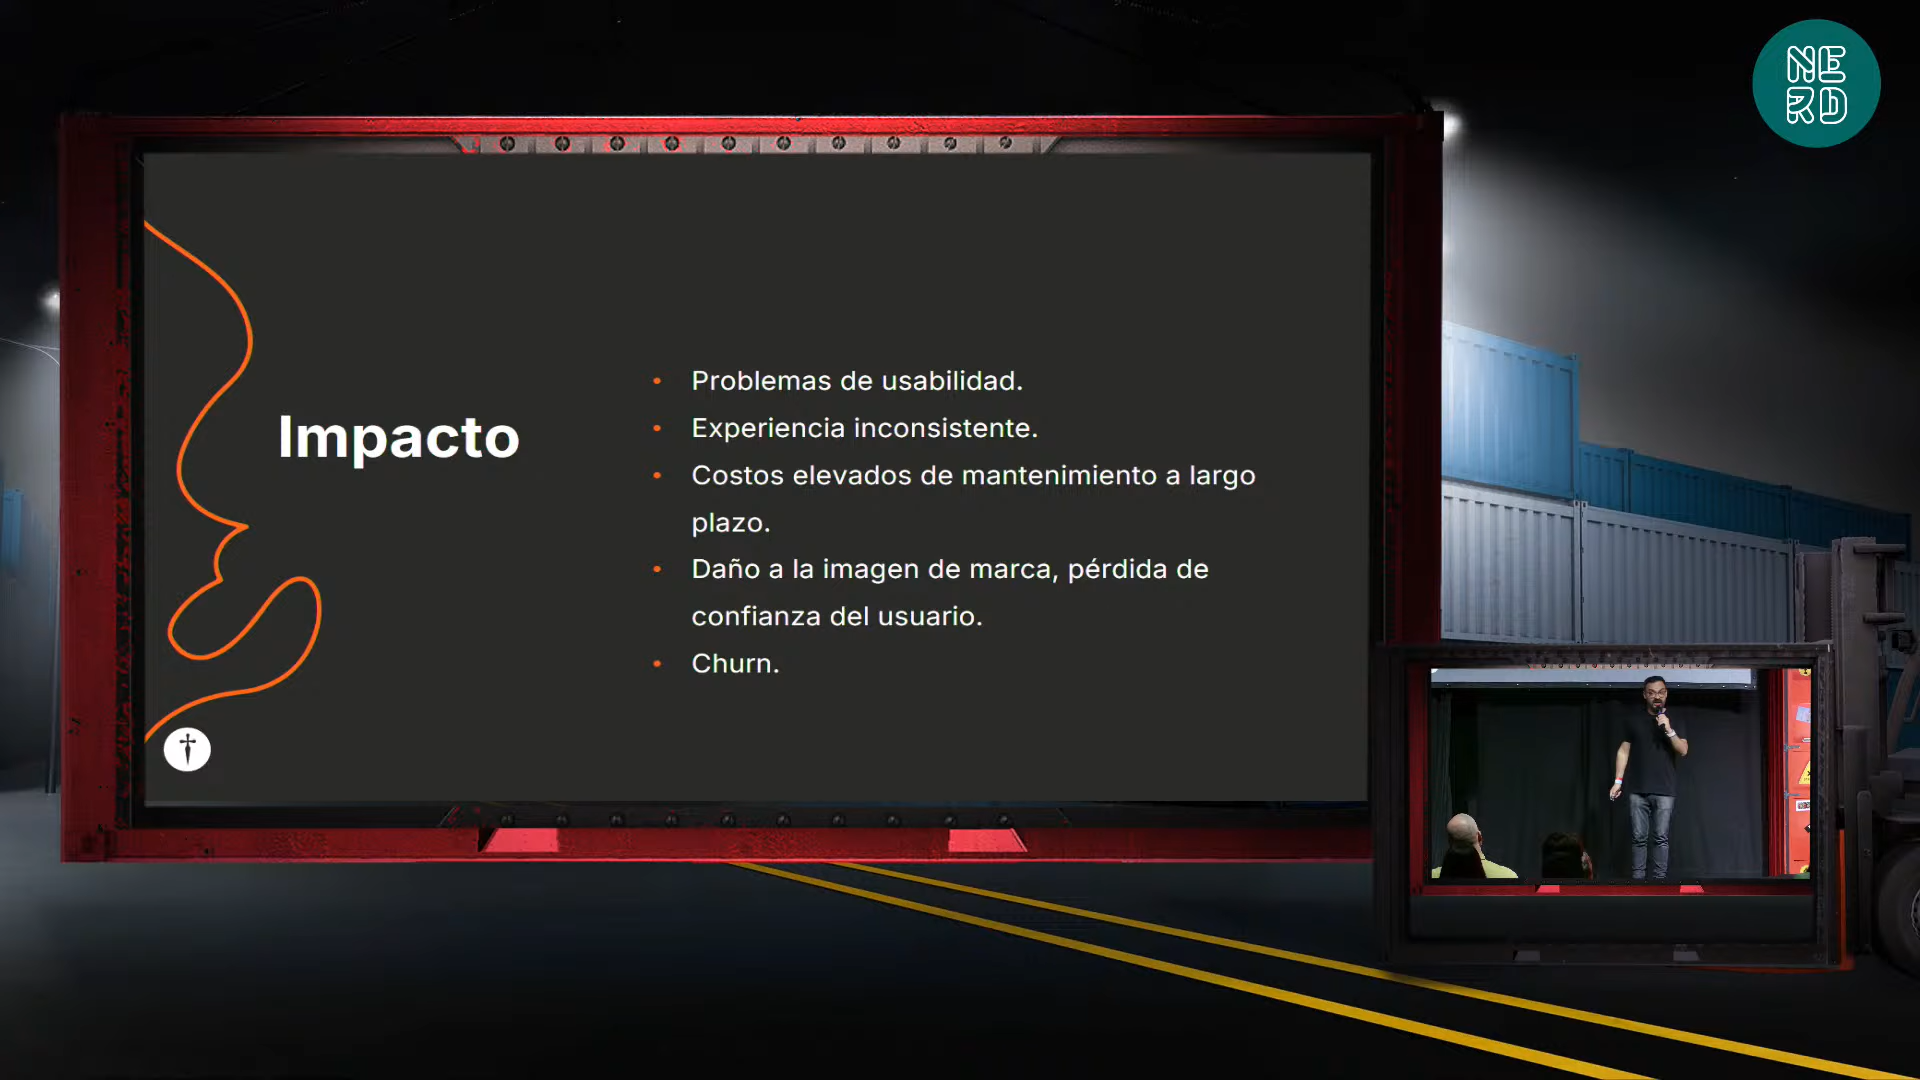 NE
RD
Impacto
• Problemas de usabilidad.
• Experiencia inconsistente.
• Costos elevados de mantenimiento a largo
plazo.
• Daño a la imagen de marca, pérdida de
confianza del usuario.
• Churn.